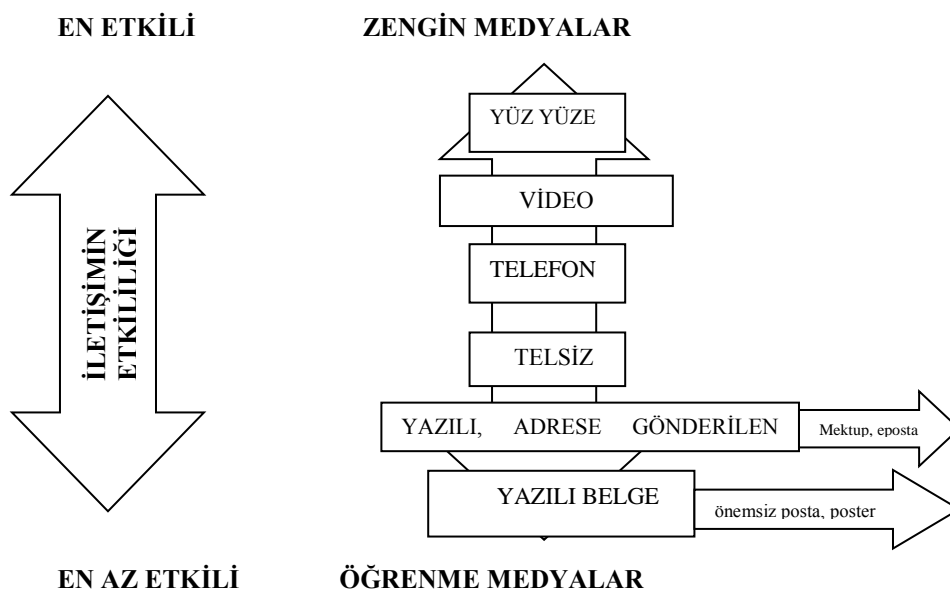 EN ETKİLİ
ZENGİN MEDYALAR
YÜZ YÜZE
VİDEO
TELEFON
TELSİZ
YAZILI, ADRESE GÖNDERİLEN
Mektup, eposta
YAZILI BELGE
önemsiz posta, poster
İLETİŞİMİN
ETKİLİLİĞİ
EN AZ ETKİLİ
ÖĞRENME MEDYALAR